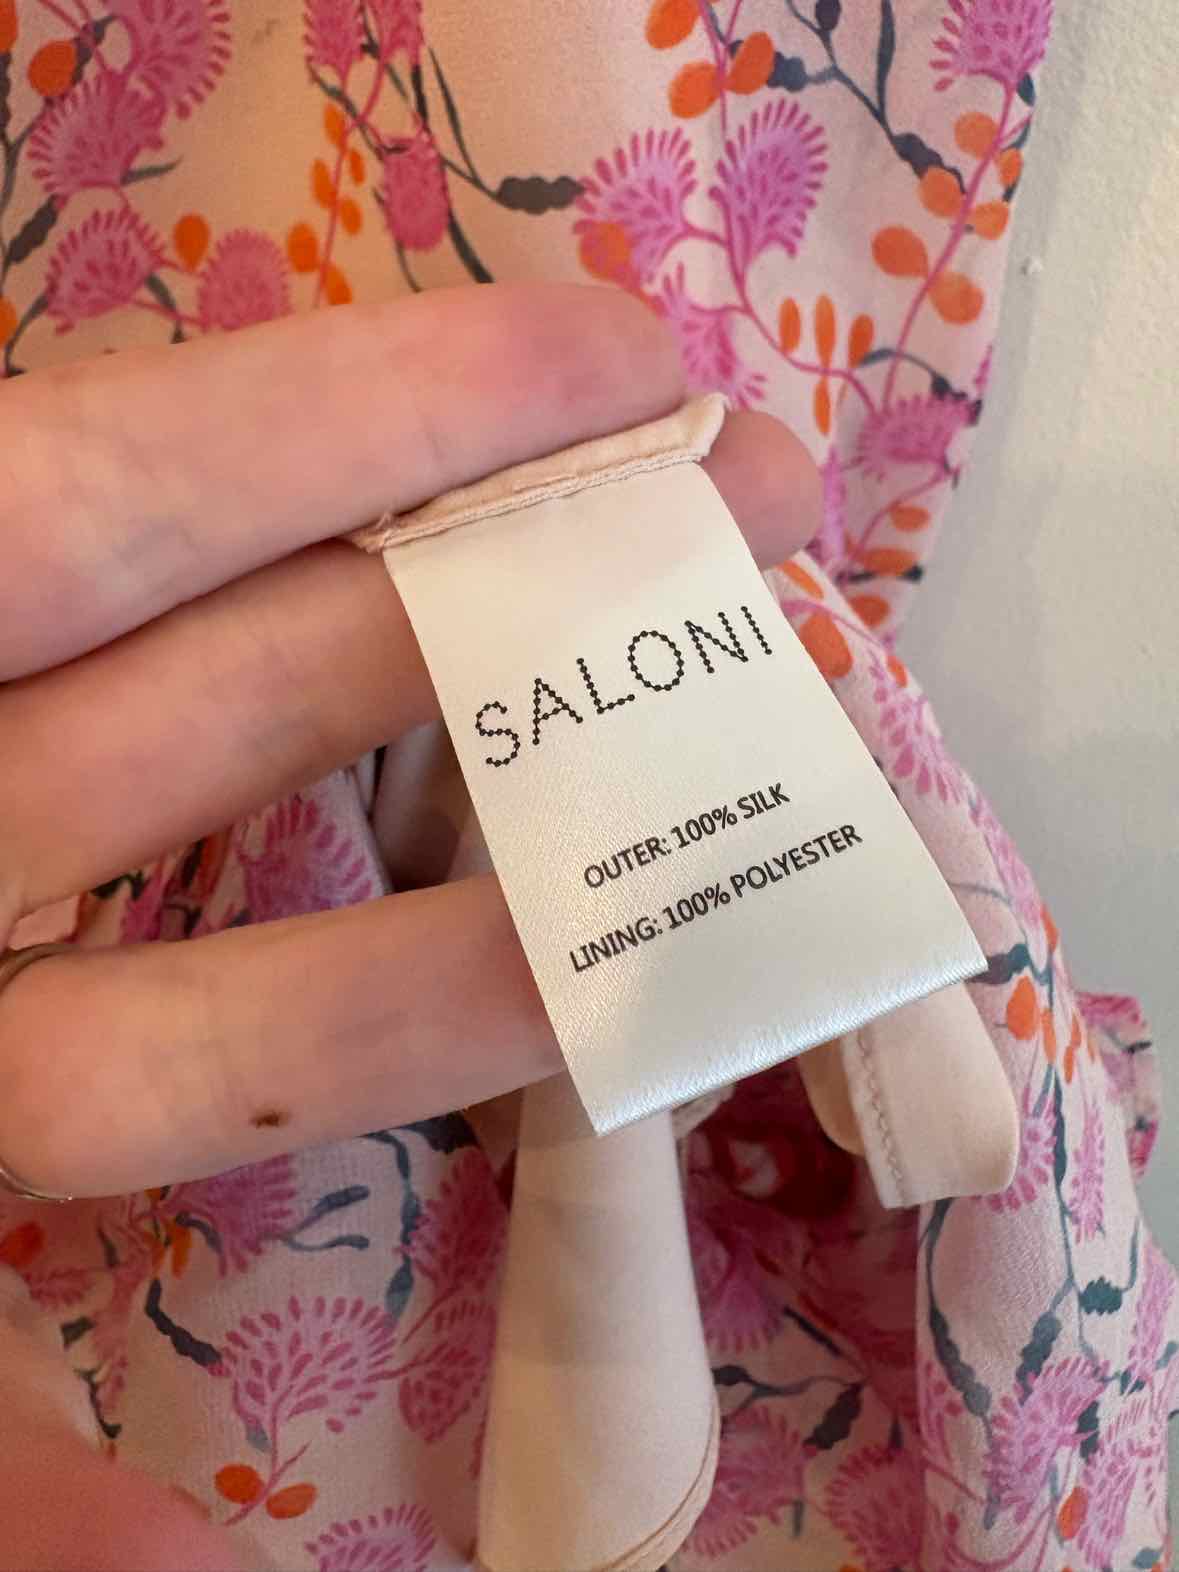 SALONI
OUTER: 100% SILK
LINING: 100% POLYESTER